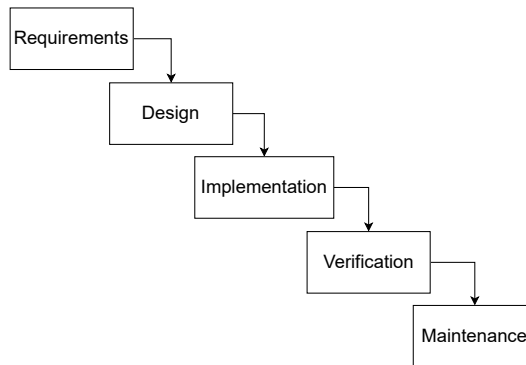 Requirements
Design
Implementation
Verification
Maintenance